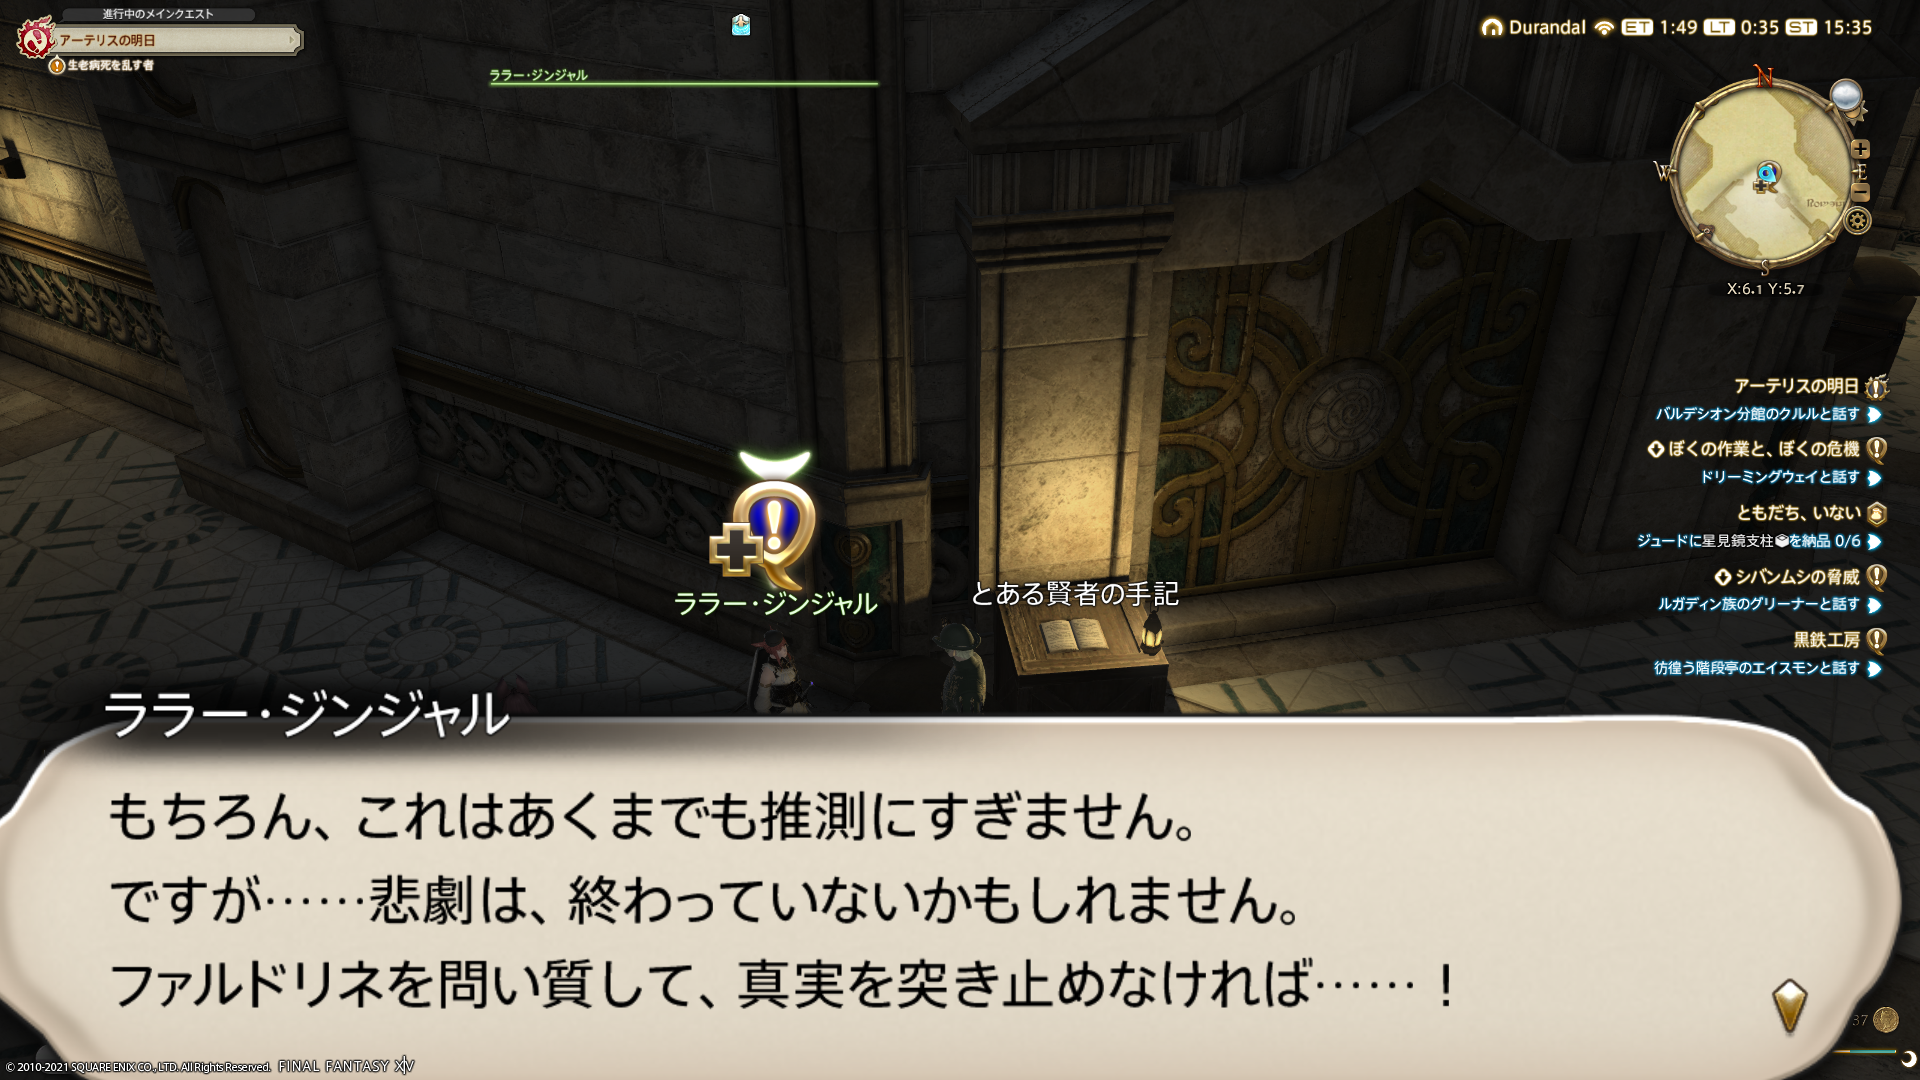 進行中のメインクエスト
アーテリスの明日
生老病死を乱す者
ララー・ジンジャル
Durandal ET 1:49 LT 0:35 ST 15:35
N
W
E
S
X:6.1 Y:5.7
アーテリスの明日
バルデシオン分館のクルルと話す
ぼくの作業と、ぼくの危機
ドリーミングウェイと話す
ともだち、いない
ジュードに星見鏡支柱を納品 0/6
シバンムシの脅威
ルガディン族のグリーナーと話す
黒鉄工房
彷徨う階段亭のエイスモンと話す
ララー・ジンジャル
とある賢者の手記
ララー・ジンジャル
もちろん、これはあくまでも推測にすぎません。
ですが……悲劇は、終わっていないかもしれません。
ファルドリネを問い質して、真実を突き止めなければ……！
37
© 2010-2021 SQUARE ENIX CO., LTD. All Rights Reserved. FINAL FANTASY XIV